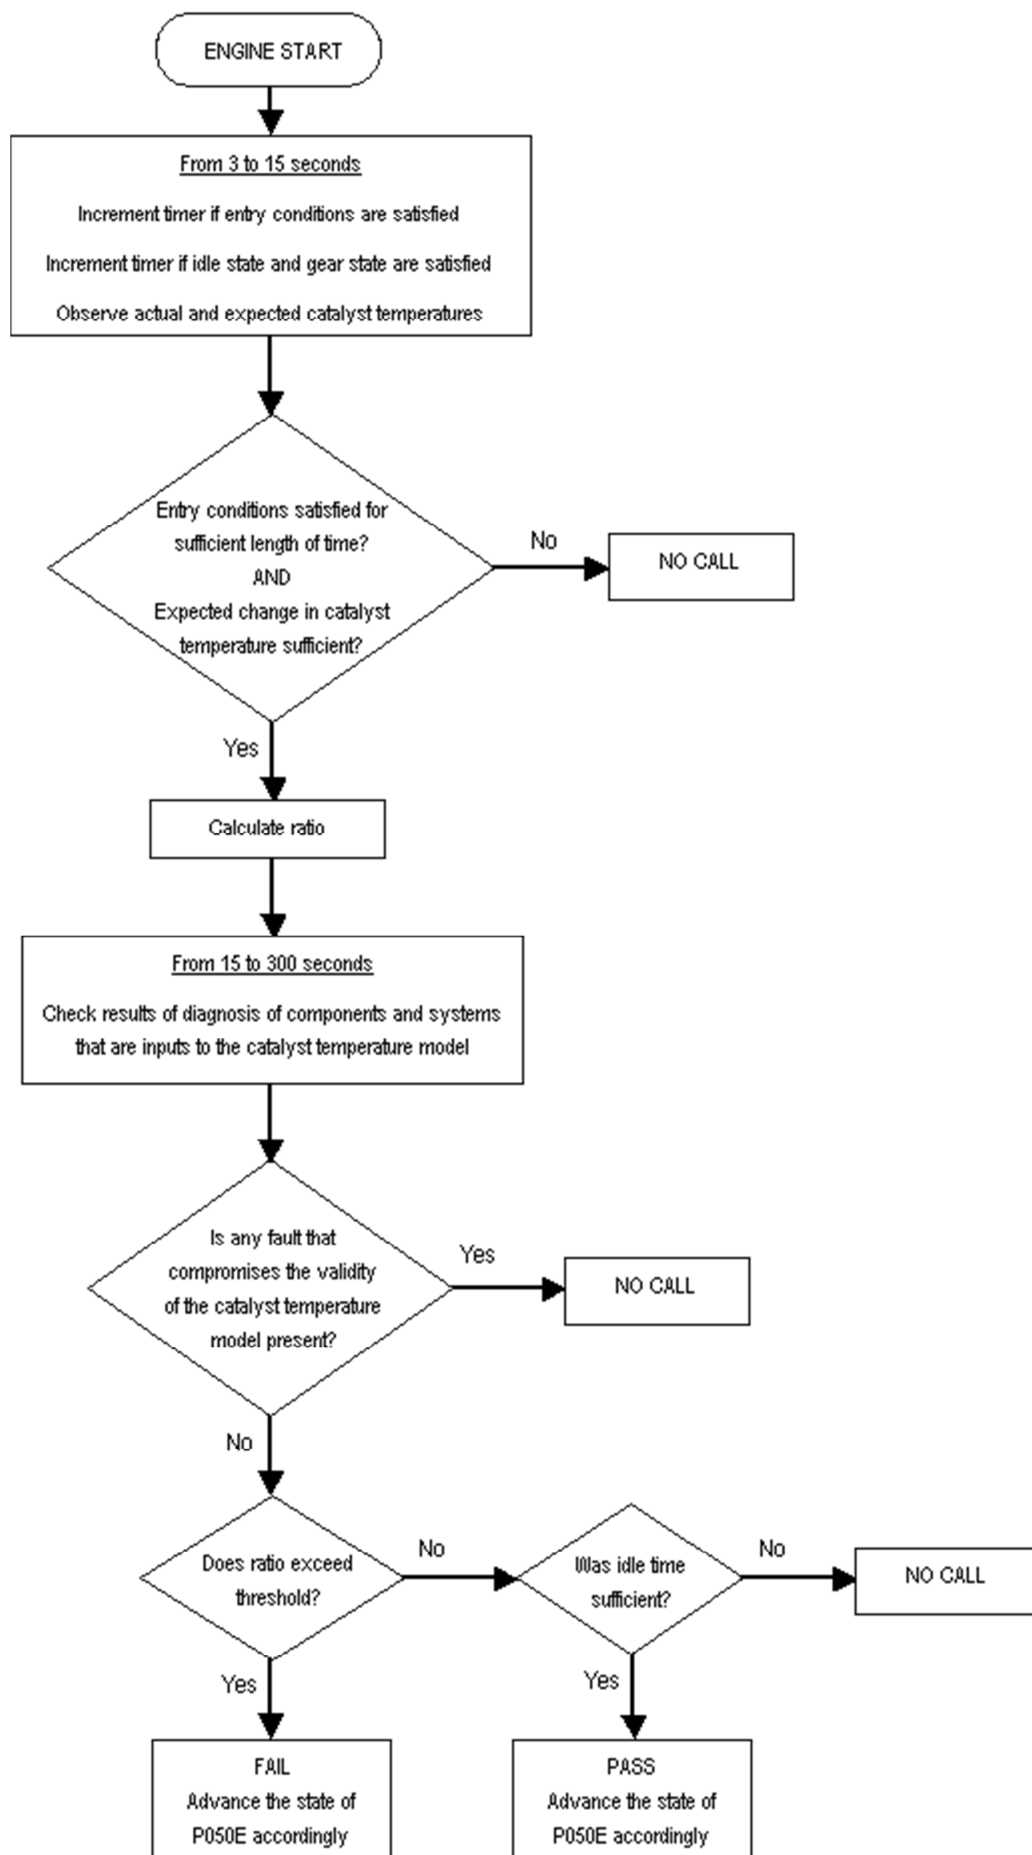 ENGINE START
From 3 to 15 seconds
Increment timer if entry conditions are satisfied
Increment timer if idle state and gear state are satisfied
Observe actual and expected catalyst temperatures
Entry conditions satisfied for
sufficient length of time?
AND
Expected change in catalyst
temperature sufficient?
No
NO CALL
Yes
Calculate ratio
From 15 to 300 seconds
Check results of diagnosis of components and systems
that are inputs to the catalyst temperature model
Is any fault that
compromises the validity
of the catalyst temperature
model present?
Yes
NO CALL
No
Does ratio exceed
threshold?
No
Was idle time
sufficient?
No
NO CALL
Yes
Yes
FAIL
Advance the state of
P050E accordingly
PASS
Advance the state of
P050E accordingly